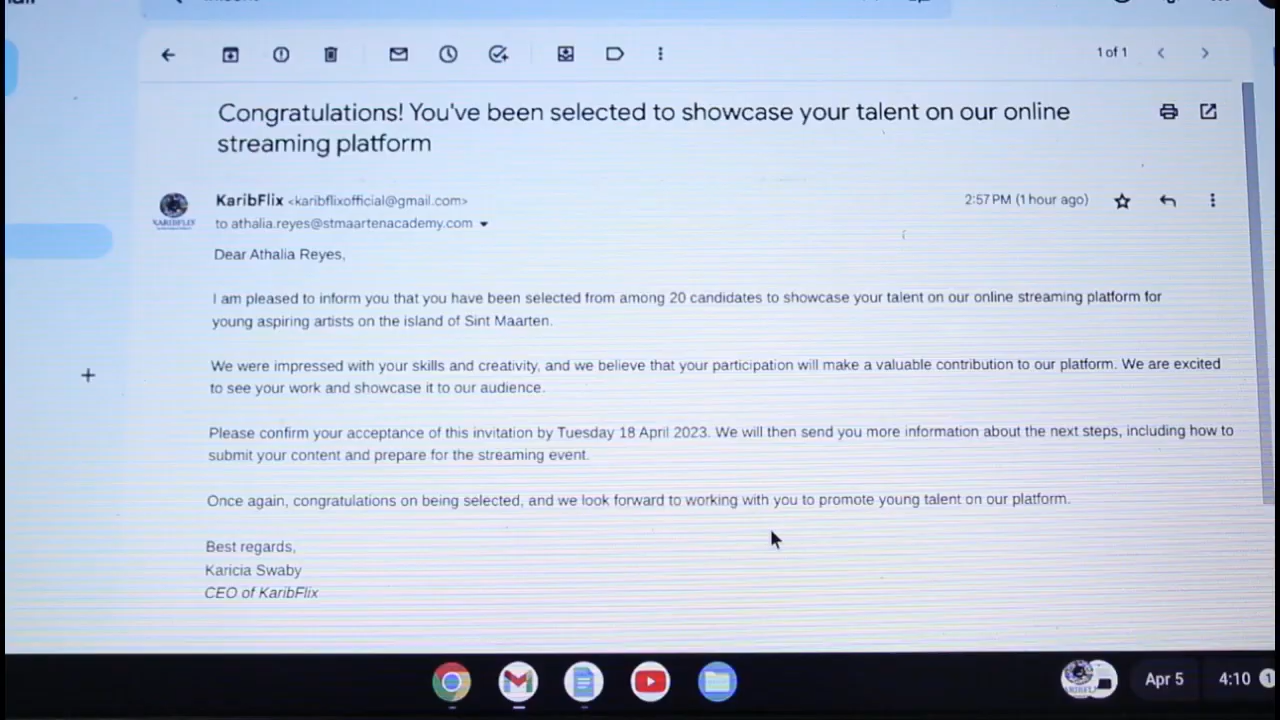 1 of 1
Congratulations! You've been selected to showcase your talent on our online
streaming platform
KaribFlix <karibflixofficial@gmail.com>
2:57 PM (1 hour ago)
KARIBFLIX
to athalia.reyes@stmaartenacademy.com
Dear Athalia Reyes,
I am pleased to inform you that you have been selected from among 20 candidates to showcase your talent on our online streaming platform for
young aspiring artists on the island of Sint Maarten.
We were impressed with your skills and creativity, and we believe that your participation will make a valuable contribution to our platform. We are excited
to see your work and showcase it to our audience.
Please confirm your acceptance of this invitation by Tuesday 18 April 2023. We will then send you more information about the next steps, including how to
submit your content and prepare for the streaming event.
Once again, congratulations on being selected, and we look forward to working with you to promote young talent on our platform.
Best regards,
Karicia Swaby
CEO of KaribFlix
Apr 5
4:10
1